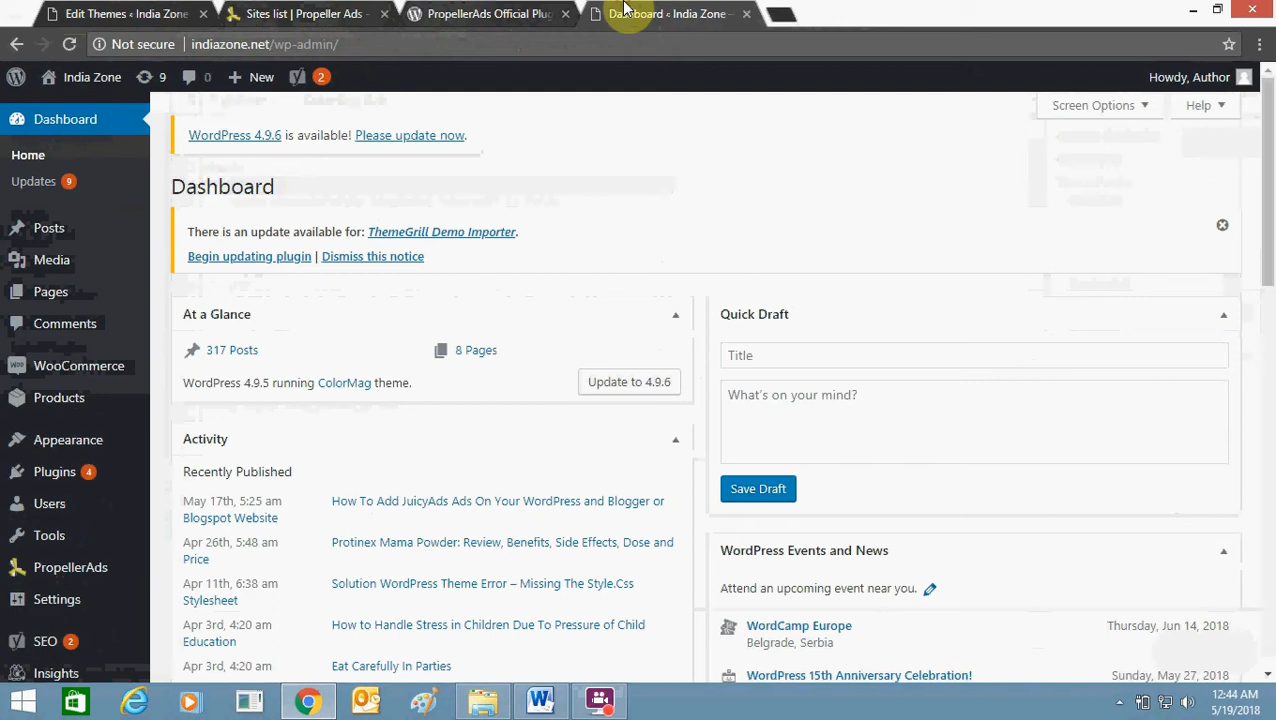 Edit Themes ‹ India Zone
Sites list | Propeller Ads -
PropellerAds Official Plug
Dashboard ‹ India Zone —
Not secure indiazone.net/wp-admin/
India Zone 9 0 New 2 Howdy, Author
Dashboard
Home
Updates 9
Posts
Media
Pages
Comments
WooCommerce
Products
Appearance
Plugins 4
Users
Tools
PropellerAds
Settings
SEO 2
Insights
Screen Options Help
WordPress 4.9.6 is available! Please update now.
Dashboard
There is an update available for: ThemeGrill Demo Importer.
Begin updating plugin | Dismiss this notice
At a Glance
317 Posts 8 Pages
WordPress 4.9.5 running ColorMag theme. Update to 4.9.6
Activity
Recently Published
May 17th, 5:25 am How To Add JuicyAds Ads On Your WordPress and Blogger or
Blogspot Website
Apr 26th, 5:48 am Protinex Mama Powder: Review, Benefits, Side Effects, Dose and
Price
Apr 11th, 6:38 am Solution WordPress Theme Error – Missing The Style.Css
Stylesheet
Apr 3rd, 4:20 am How to Handle Stress in Children Due To Pressure of Child
Education
Apr 3rd, 4:20 am Eat Carefully In Parties
Quick Draft
Title
What's on your mind?
Save Draft
WordPress Events and News
Attend an upcoming event near you.
WordCamp Europe Thursday, Jun 14, 2018
Belgrade, Serbia
WordPress 15th Anniversary Celebration! Sunday, May 27, 2018
12:44 AM
5/19/2018